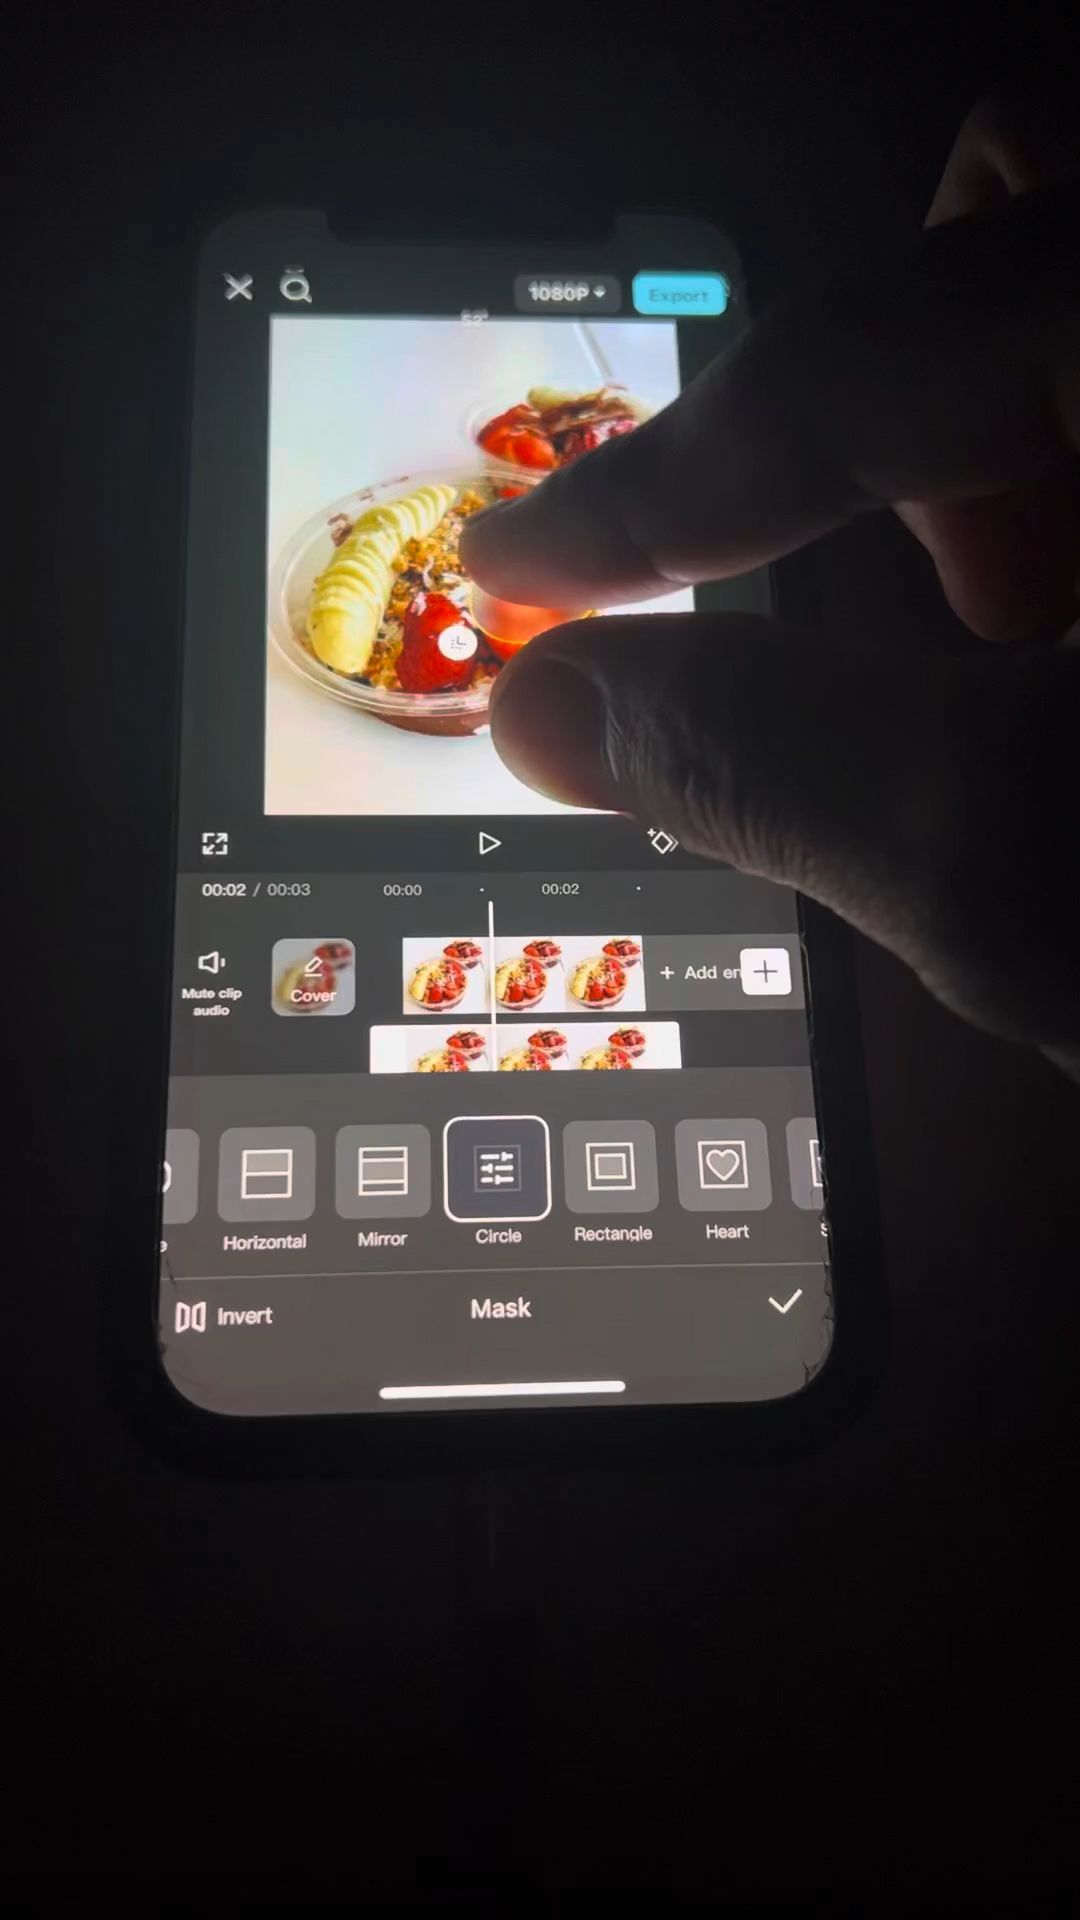 1080P
Export
52°
00:02 / 00:03
00:00
00:02
Mute clip
audio
Cover
+ Add en
Horizontal
Mirror
Circle
Rectangle
Heart
Invert
Mask